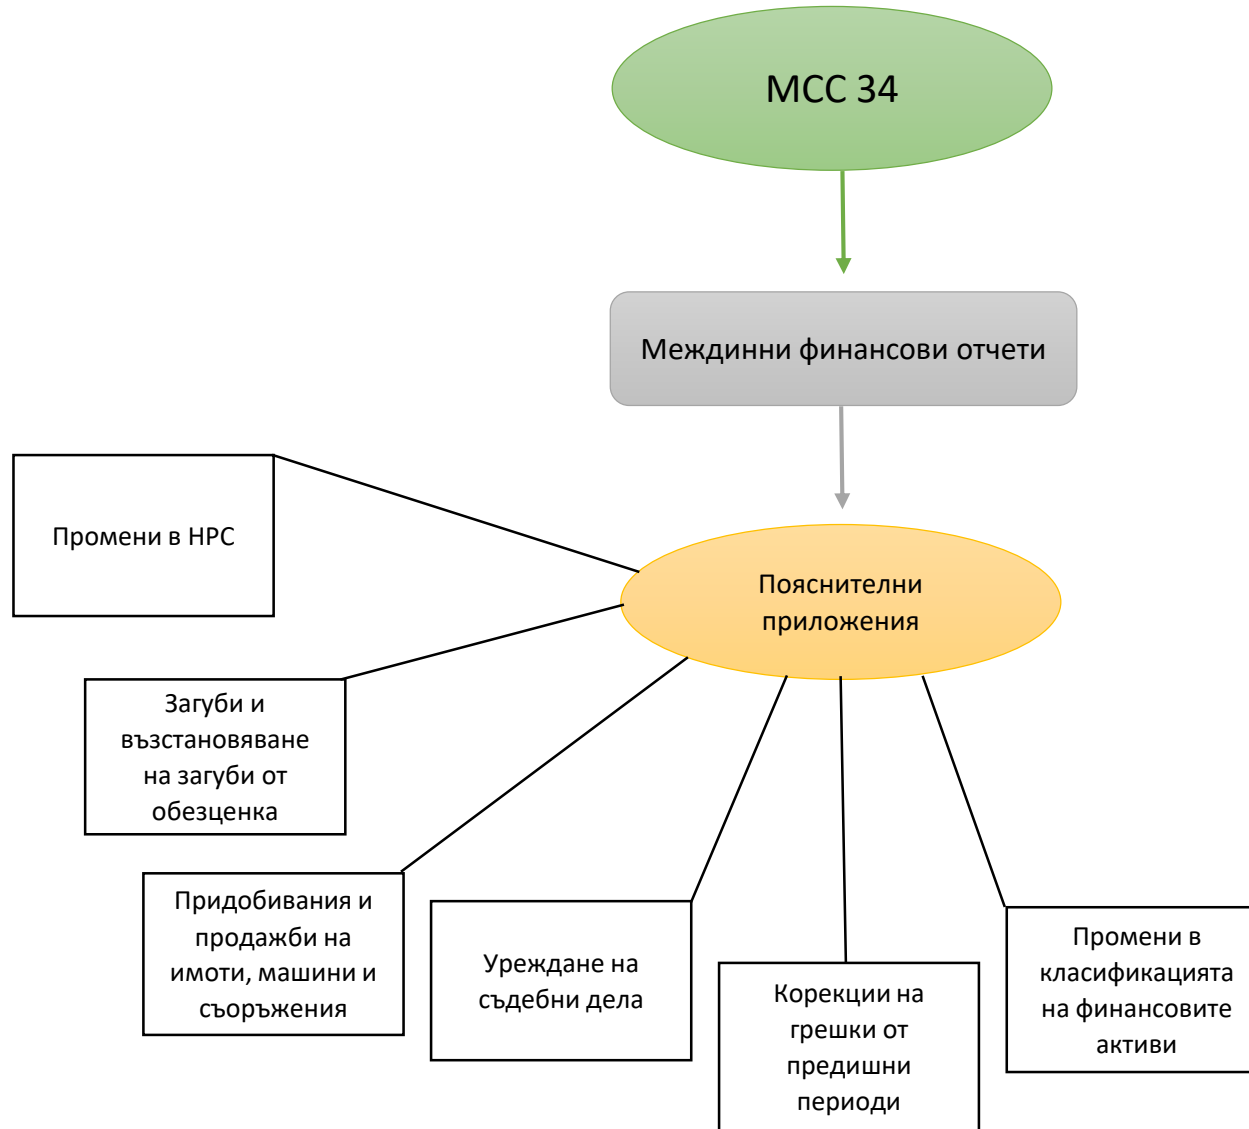 МСС 34
Междинни финансови отчети
Пояснителни
приложения
Промени в НРС
Загуби и
възстановяване
на загуби от
обезценка
Придобивания и
продажби на
имоти, машини и
съоръжения
Уреждане на
съдебни дела
Корекции на
грешки от
предишни
периоди
Промени в
класификацията
на финансовите
активи